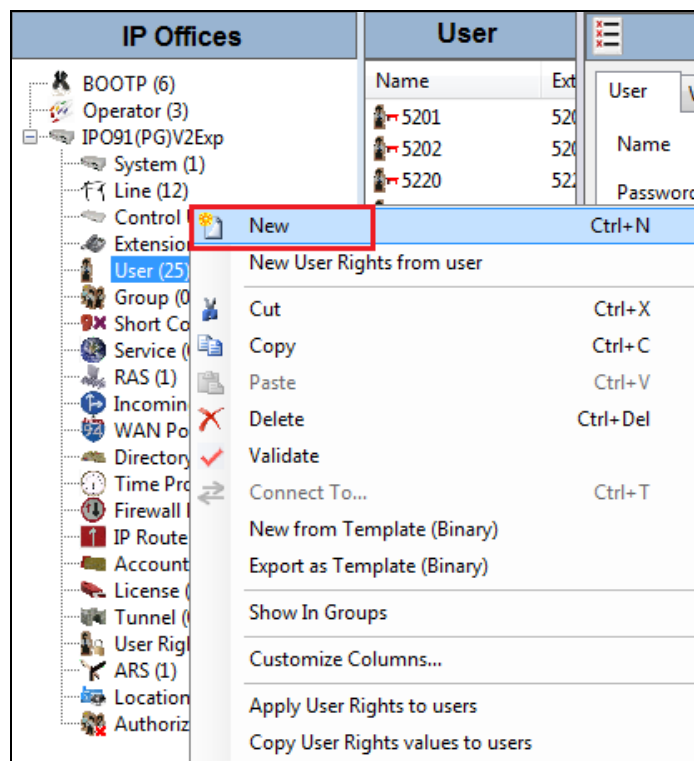 IP Offices
BOOTP (6)
Operator (3)
IPO91(PG)V2Exp
System (1)
Line (12)
Control
Extension
User (25)
Group (0
Short Co
Service (
RAS (1)
Incomin
WAN Po
Directory
Time Pro
Firewall
IP Route
Account
License (
Tunnel (
User Rig
ARS (1)
Location
Authoriz
User
Name Ext
5201 520
5202 520
5220 522
User
Name
Password
New Ctrl+N
New User Rights from user
Cut Ctrl+X
Copy Ctrl+C
Paste Ctrl+V
Delete Ctrl+Del
Validate
Connect To... Ctrl+T
New from Template (Binary)
Export as Template (Binary)
Show In Groups
Customize Columns...
Apply User Rights to users
Copy User Rights values to users